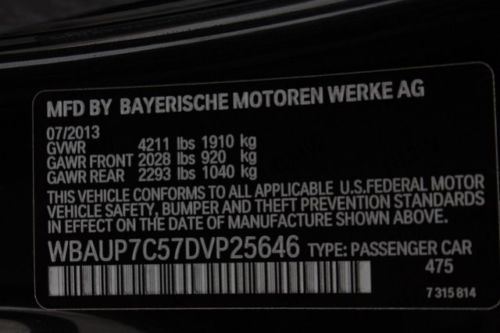 MFD BY BAYERISCHE MOTOREN WERKE AG
07/2013
GVWR 4211 lbs 1910 kg
GAWR FRONT 2028 lbs 920 kg
GAWR REAR 2293 lbs 1040 kg
THIS VEHICLE CONFORMS TO ALL APPLICABLE U.S.FEDERAL MOTOR
VEHICLE SAFETY, BUMPER AND THEFT PREVENTION STANDARDS
IN EFFECT ON THE DATE OF MANUFACTURE SHOWN ABOVE.
WBAUP7C57DVP25646 TYPE: PASSENGER CAR
475
7 315 814